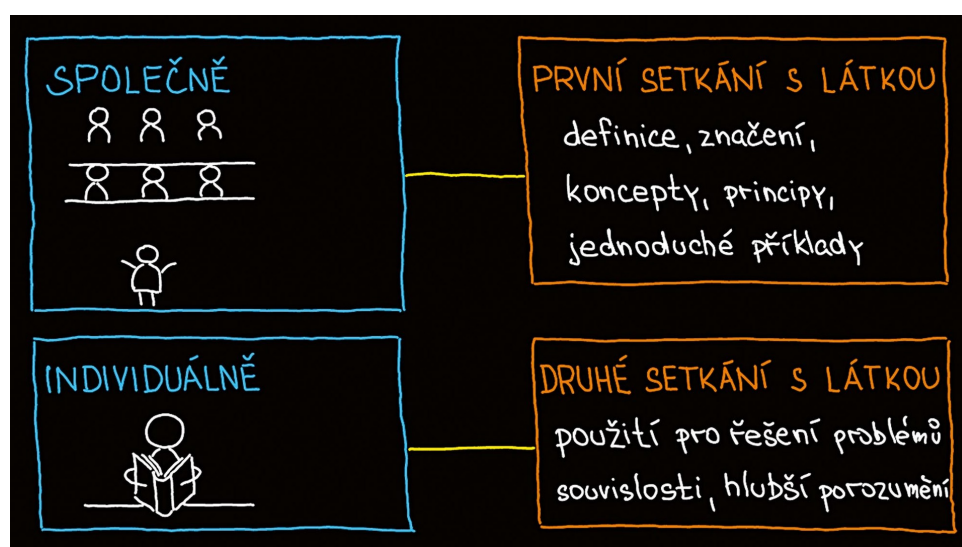 SPOLEČNĚ
PRVNÍ SETKÁNÍ S LÁTKOU
definice, značení,
koncepty, principy,
jednoduché příklady
INDIVIDUÁLNĚ
DRUHÉ SETKÁNÍ S LÁTKOU
použití pro řešení problémů
souvislosti, hlubší porozumění